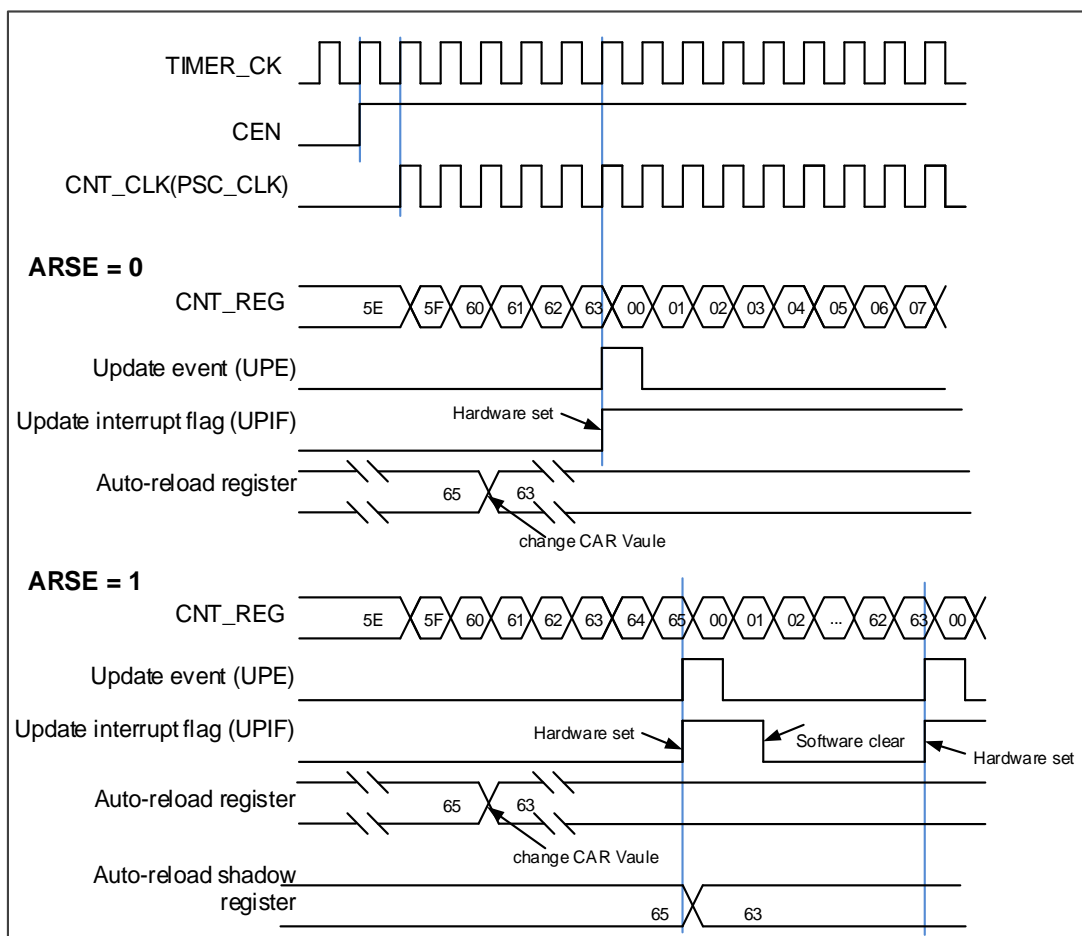 TIMER_CK
CEN
CNT_CLK(PSC_CLK)
ARSE = 0
CNT_REG 5E 5F 60 61 62 63 00 01 02 03 04 05 06 07
Update event (UPE)
Hardware set
Update interrupt flag (UPIF)
Auto-reload register
65 63
change CAR Vaule
ARSE = 1
CNT_REG 5E 5F 60 61 62 63 64 65 00 01 02 ... 62 63 00
Update event (UPE)
Update interrupt flag (UPIF) Hardware set Software clear
Hardware set
Auto-reload register 65 63
change CAR Vaule
Auto-reload shadow
register
65 63